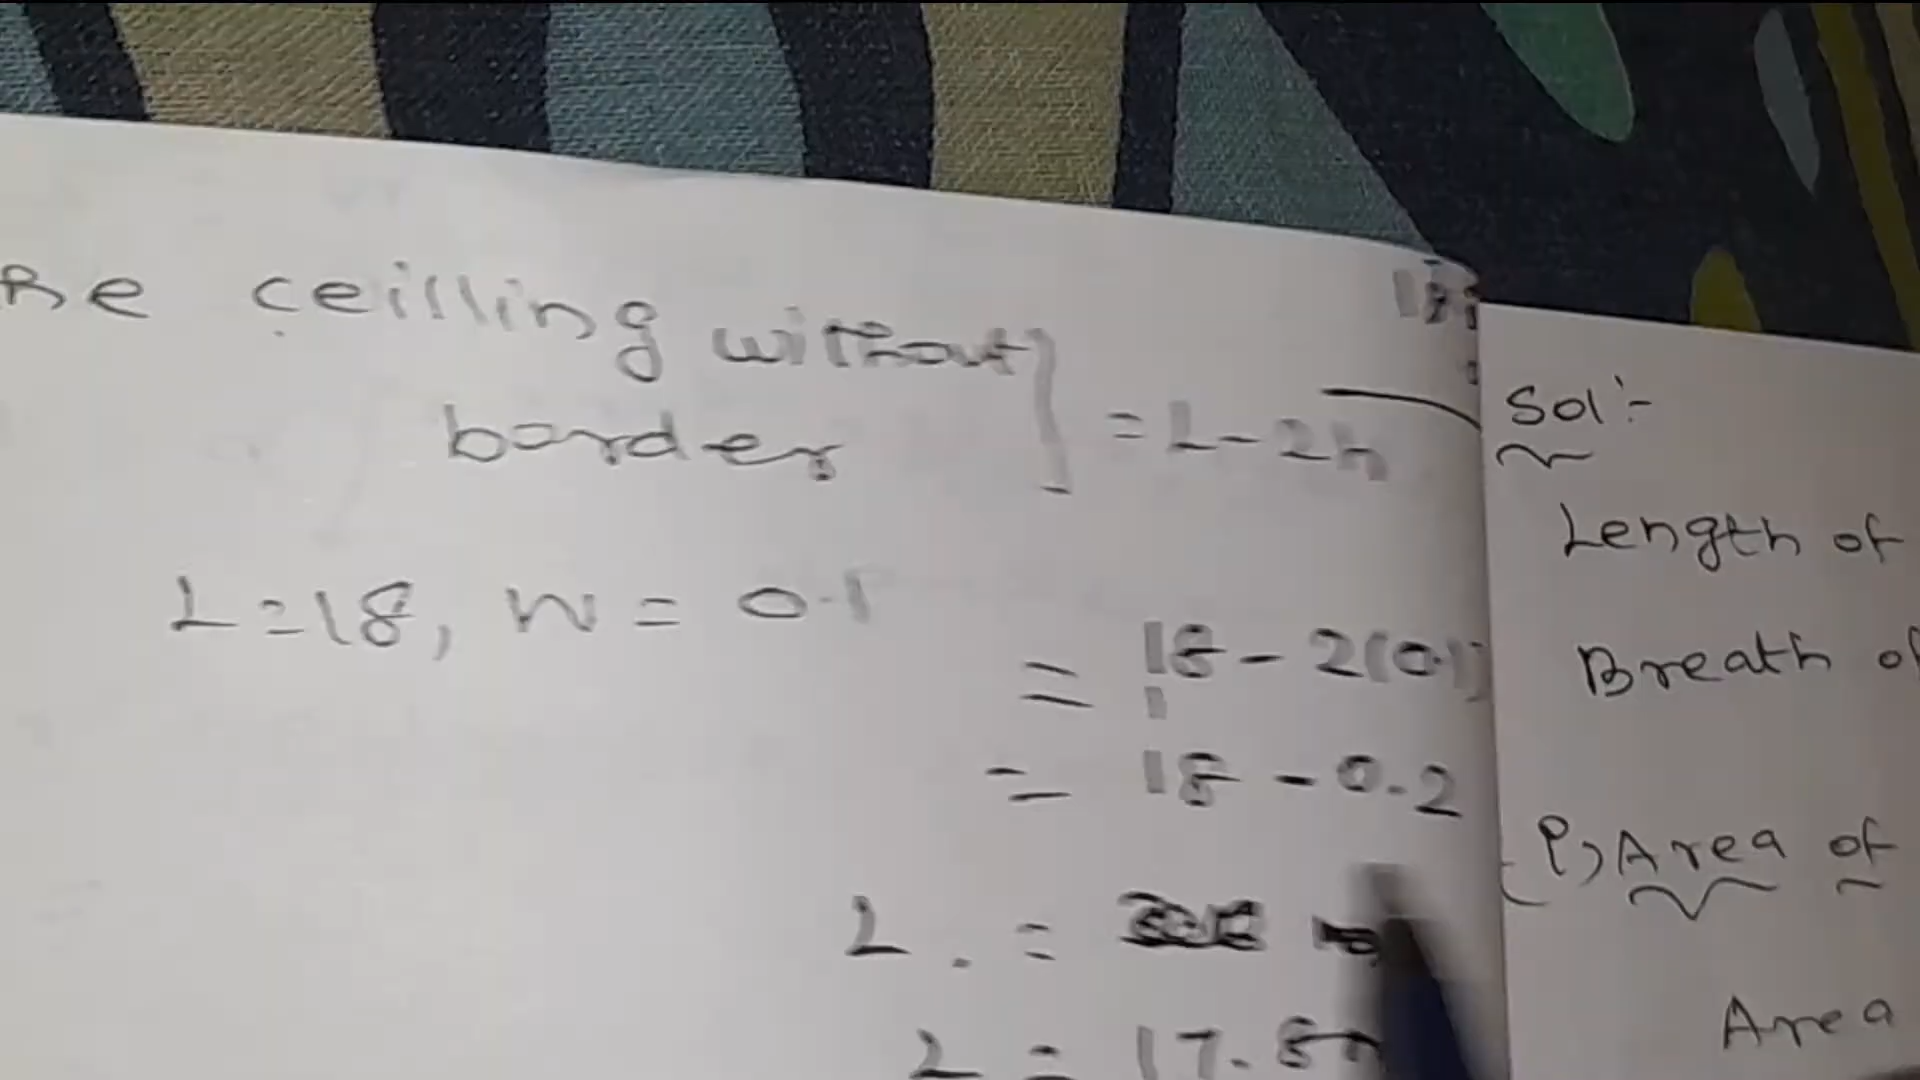 ceilling without
border = L-2h
L=18, W = 0.1
= 18 - 2(0.1)
= 18 - 0.2
L =
L = 17.8
Sol:-
Length of
Breath of
Area of
Area